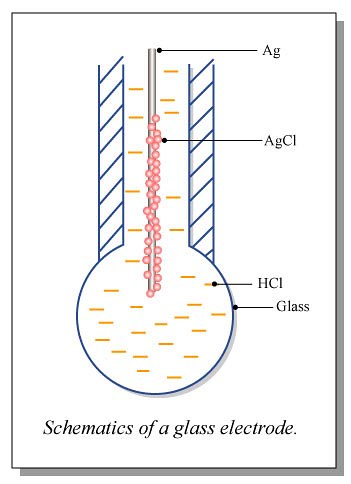 Ag
AgCl
HCl
Glass
Schematics of a glass electrode.